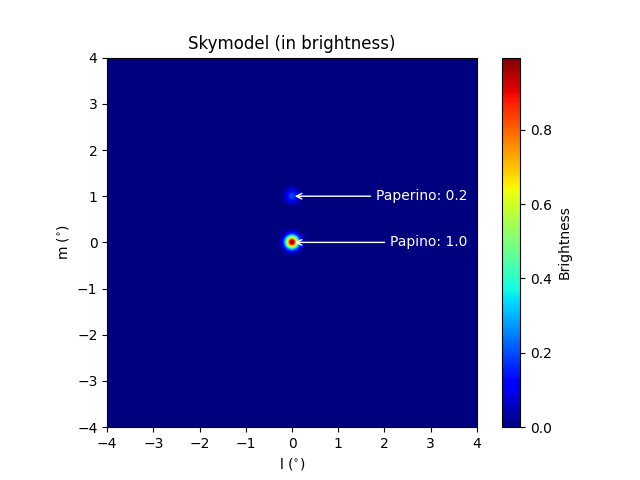 Skymodel (in brightness)
4
3
2
1
0
−1
−2
−3
−4
m (°)
Paperino: 0.2
Papino: 1.0
−4 −3 −2 −1 0 1 2 3 4
l (°)
0.8
0.6
0.4
0.2
0.0
Brightness